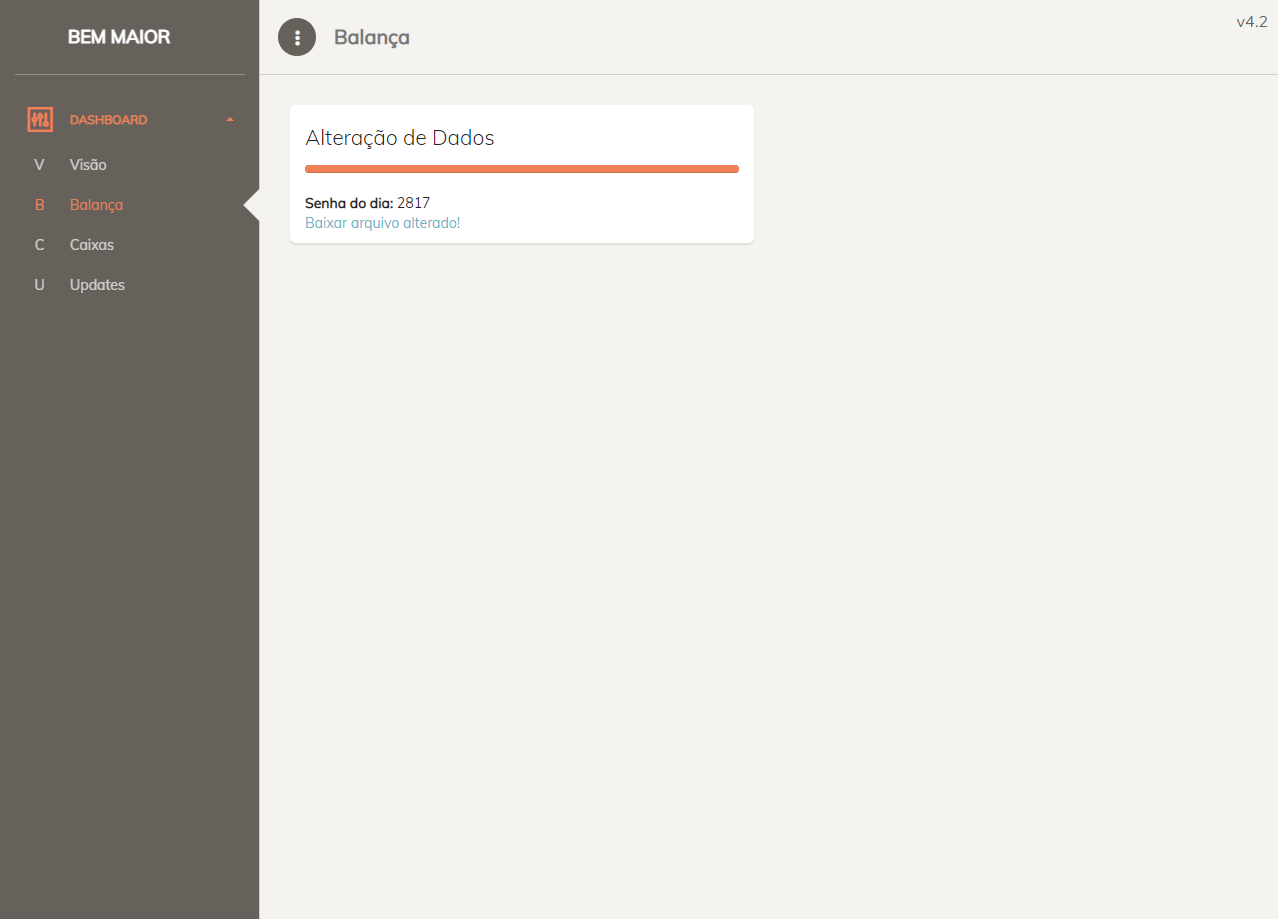 BEM MAIOR
Balança
v4.2
DASHBOARD
V Visão
B Balança
C Caixas
U Updates
Alteração de Dados
Senha do dia: 2817
Baixar arquivo alterado!